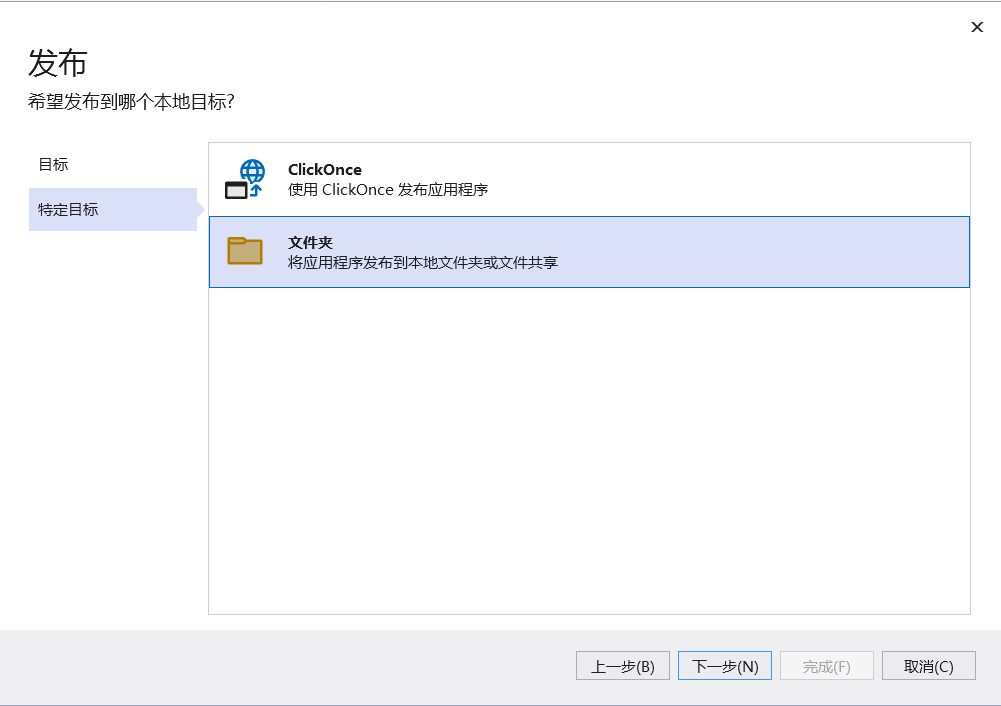 发布
希望发布到哪个本地目标?
目标
特定目标
ClickOnce
使用 ClickOnce 发布应用程序
文件夹
将应用程序发布到本地文件夹或文件共享
上一步(B)
下一步(N)
完成(F)
取消(C)